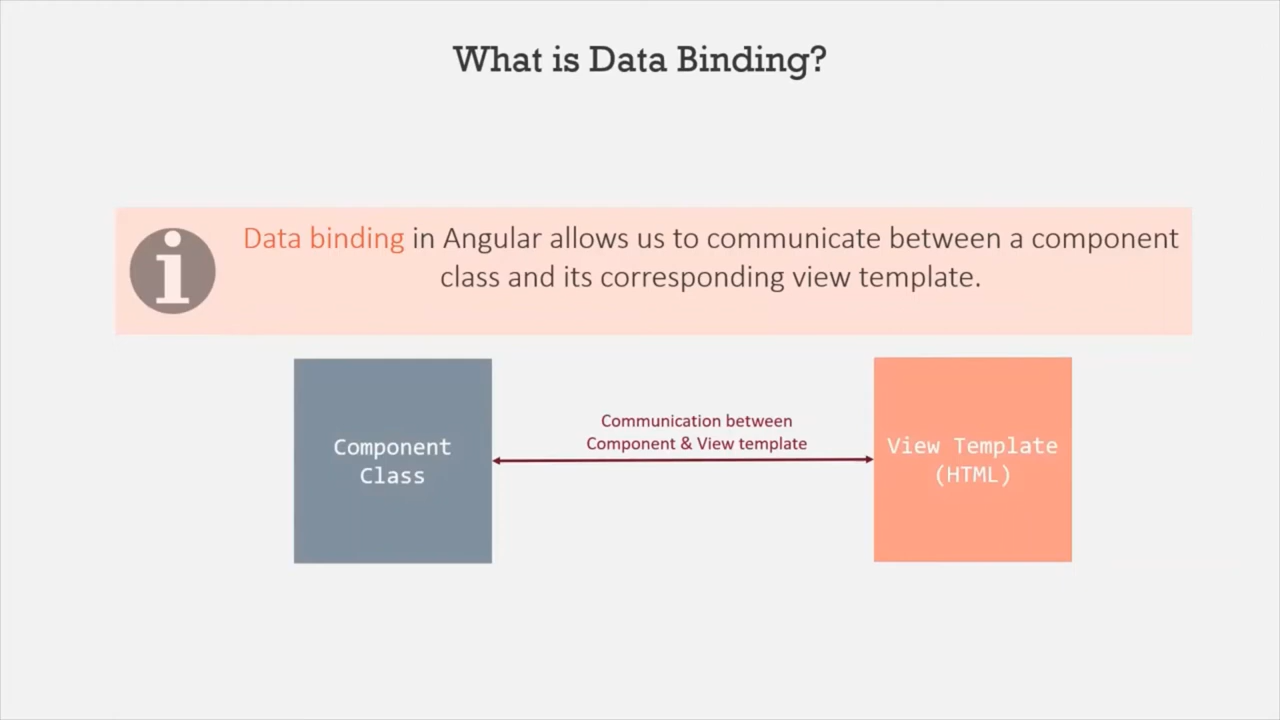 What is Data Binding?
Data binding in Angular allows us to communicate between a component
class and its corresponding view template.
Component
Class
Communication between
Component & View template
View Template
(HTML)